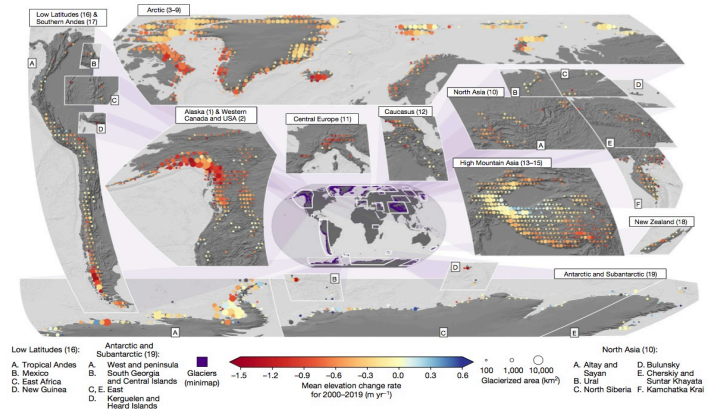 Low Latitudes (16) &
Southern Andes (17)
Arctic (3–9)
A
B
C
D
Alaska (1) & Western
Canada and USA (2)
Central Europe (11)
Caucasus (12)
North Asia (10)
B
C
D
A
E
F
High Mountain Asia (13–15)
New Zealand (18)
Antarctic and Subantarctic (19)
B
D
A
C
E
Low Latitudes (16):
A. Tropical Andes
B. Mexico
C. East Africa
D. New Guinea
Antarctic and
Subantarctic (19):
A. West and peninsula
B. South Georgia
and Central Islands
C, E. East
D. Kerguelen and
Heard Islands
Glaciers
(minimap)
–1.5 –1.2 –0.9 –0.6 –0.3 0 0.3 0.6
Mean elevation change rate
for 2000–2019 (m yr⁻¹)
100 1,000 10,000
Glacierized area (km²)
North Asia (10):
A. Altay and
Sayan
B. Ural
C. North Siberia
D. Bulunsky
E. Cherskiy and
Suntar Khayata
F. Kamchatka Krai